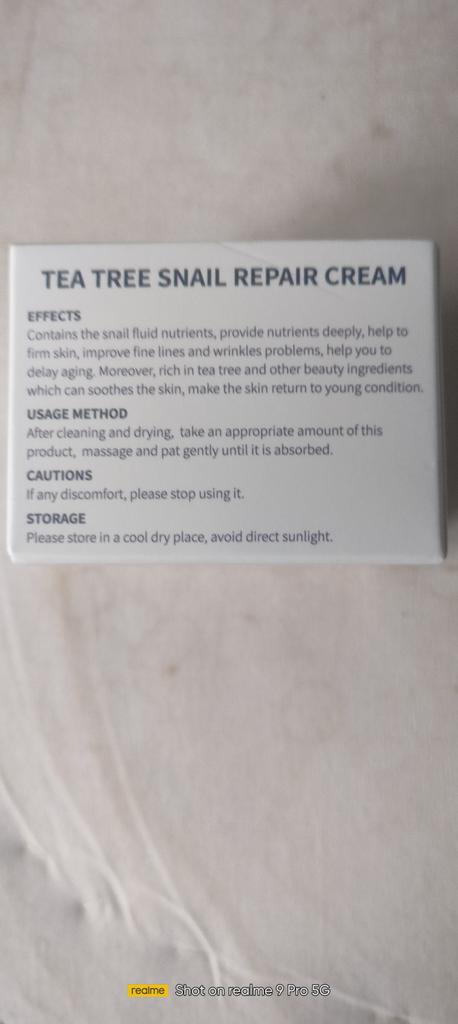 TEA TREE SNAIL REPAIR CREAM
EFFECTS
Contains the snail fluid nutrients, provide nutrients deeply, help to
firm skin, improve fine lines and wrinkles problems, help you to
delay aging. Moreover, rich in tea tree and other beauty ingredients
which can soothes the skin, make the skin return to young condition.
USAGE METHOD
After cleaning and drying, take an appropriate amount of this
product, massage and pat gently until it is absorbed.
CAUTIONS
If any discomfort, please stop using it.
STORAGE
Please store in a cool dry place, avoid direct sunlight.
realme Shot on realme 9 Pro 5G